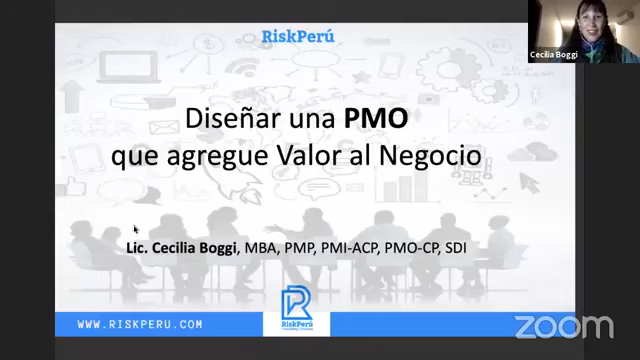 RiskPerú
Cecilia Boggi
Diseñar una PMO
que agregue Valor al Negocio
Lic. Cecilia Boggi, MBA, PMP, PMI-ACP, PMO-CP, SDI
WWW.RISKPERU.COM
RiskPerú
zoom